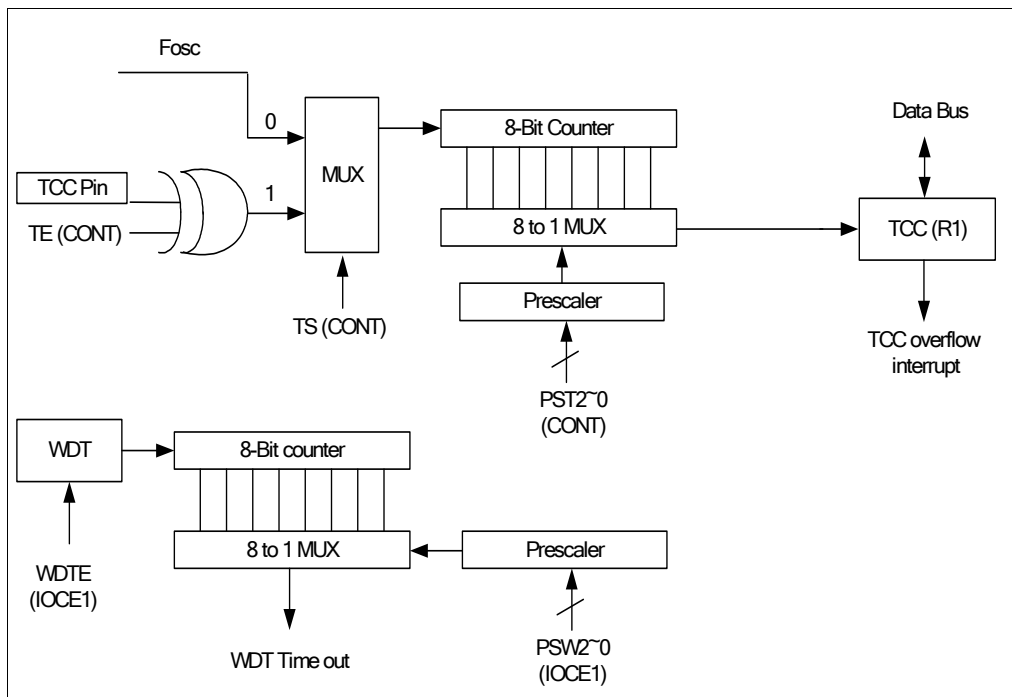 Fosc
0
TCC Pin
TE (CONT)
1
MUX
TS (CONT)
8-Bit Counter
8 to 1 MUX
Prescaler
PST2~0
(CONT)
Data Bus
TCC (R1)
TCC overflow
interrupt
WDT
WDTE
(IOCE1)
8-Bit counter
8 to 1 MUX
WDT Time out
Prescaler
PSW2~0
(IOCE1)